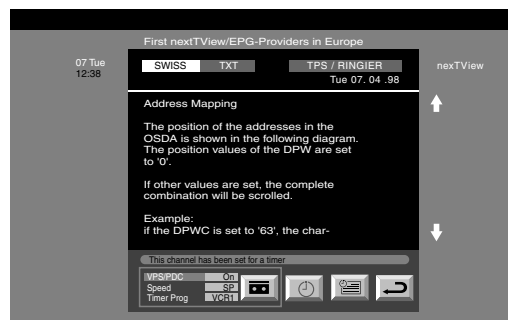 First nextTView/EPG-Providers in Europe
07 Tue
12:38
SWISS TXT TPS / RINGIER
Tue 07. 04 .98
nexTView
Address Mapping
The position of the addresses in the
OSDA is shown in the following diagram.
The position values of the DPW are set
to '0'.
If other values are set, the complete
combination will be scrolled.
Example:
if the DPWC is set to '63', the char-
This channel has been set for a timer
VPS/PDC On
Speed SP
Timer Prog VCR1